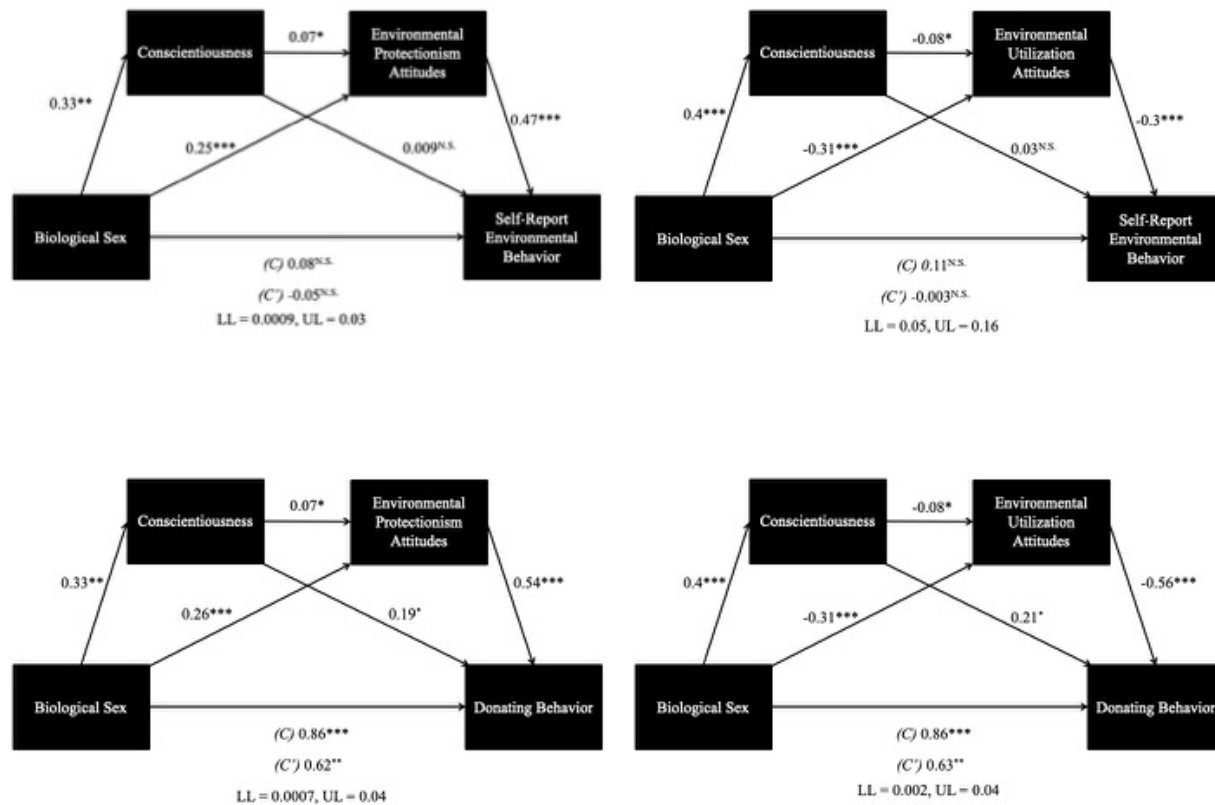 0.07*
Conscientiousness
Environmental
Protectionism
Attitudes
0.33**
0.25***
0.009N.S.
0.47***
Biological Sex
Self-Report
Environmental
Behavior
(C) 0.08N.S.
(C') -0.05N.S.
LL = 0.0009, UL = 0.03
-0.08*
Conscientiousness
Environmental
Utilization
Attitudes
0.4***
-0.31***
0.03N.S.
-0.3***
Biological Sex
Self-Report
Environmental
Behavior
(C) 0.11N.S.
(C') -0.003N.S.
LL = 0.05, UL = 0.16
0.07*
Conscientiousness
Environmental
Protectionism
Attitudes
0.33**
0.26***
0.19*
0.54***
Biological Sex
Donating Behavior
(C) 0.86***
(C') 0.62**
LL = 0.0007, UL = 0.04
-0.08*
Conscientiousness
Environmental
Utilization
Attitudes
0.4***
-0.31***
0.21*
-0.56***
Biological Sex
Donating Behavior
(C) 0.86***
(C') 0.63**
LL = 0.002, UL = 0.04